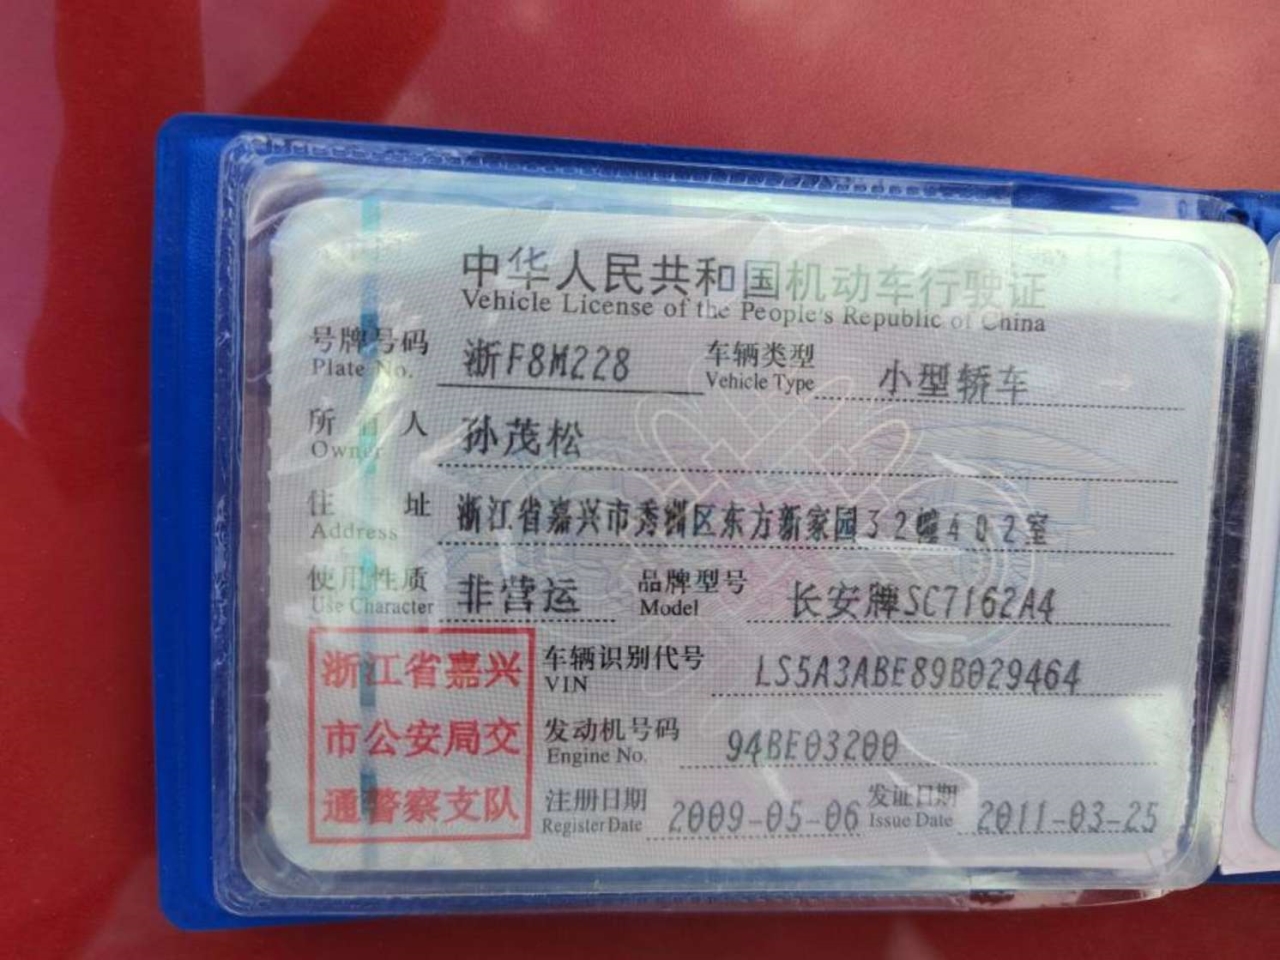 中华人民共和国机动车行驶证
Vehicle License of the People's Republic of China
号牌号码 浙F8M228 车辆类型 小型轿车
Plate No. Vehicle Type
所有人 孙茂松
Owner
住址 浙江省嘉兴市秀洲区东方新家园32幢402室
Address
使用性质 非营运 品牌型号 长安牌SC7162A4
Use Character Model
浙江省嘉兴
市公安局交
通警察支队
车辆识别代号 LS5A3ABE89B029464
VIN
发动机号码 94BE03200
Engine No.
注册日期 2009-05-06 发证日期 2011-03-25
Register Date Issue Date